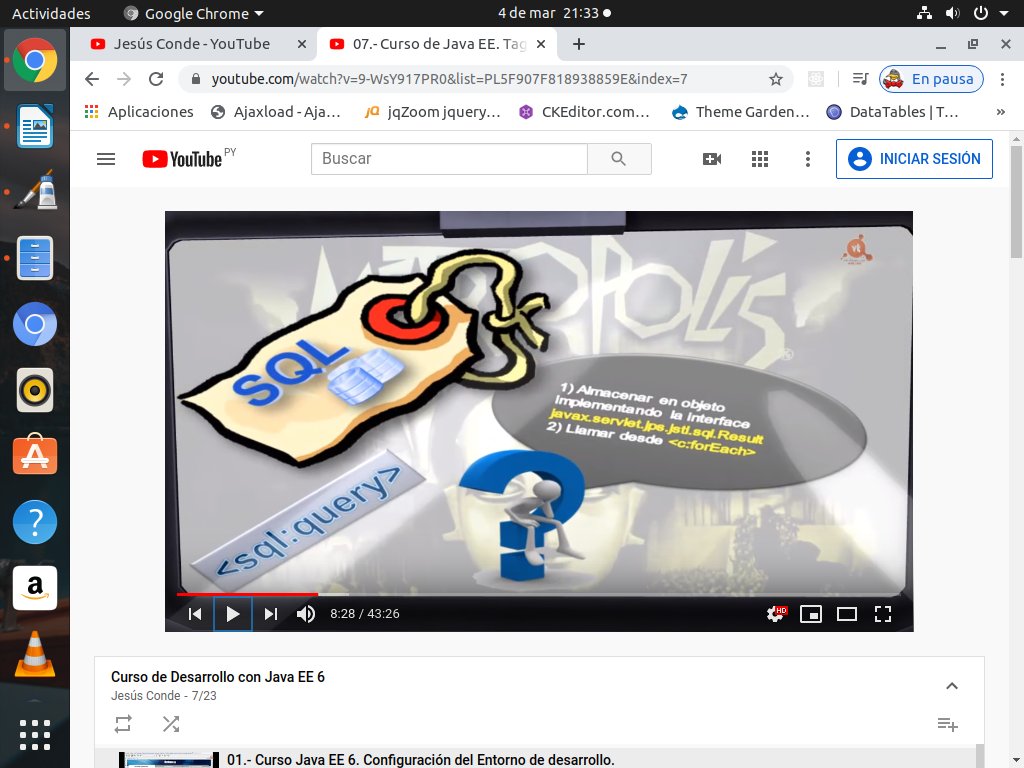 Actividades
Google Chrome
4 de mar 21:33
Jesús Conde - YouTube
07.- Curso de Java EE. Tag
youtube.com/watch?v=9-WsY917PR0&list=PL5F907F818938859E&index=7
En pausa
Aplicaciones
Ajaxload - Aja...
jqZoom jquery...
CKEditor.com...
Theme Garden...
DataTables | T...
»
YouTube PY
Buscar
INICIAR SESIÓN
METROPOLIS
vt
SQL
1) Almacenar en objeto
implementando la interface
javax.servlet.jps.jstl.sql.Result
2) Llamar desde <c:forEach>
<sql:query>
8:28 / 43:26
HD
Curso de Desarrollo con Java EE 6
Jesús Conde - 7/23
01.- Curso Java EE 6. Configuración del Entorno de desarrollo.